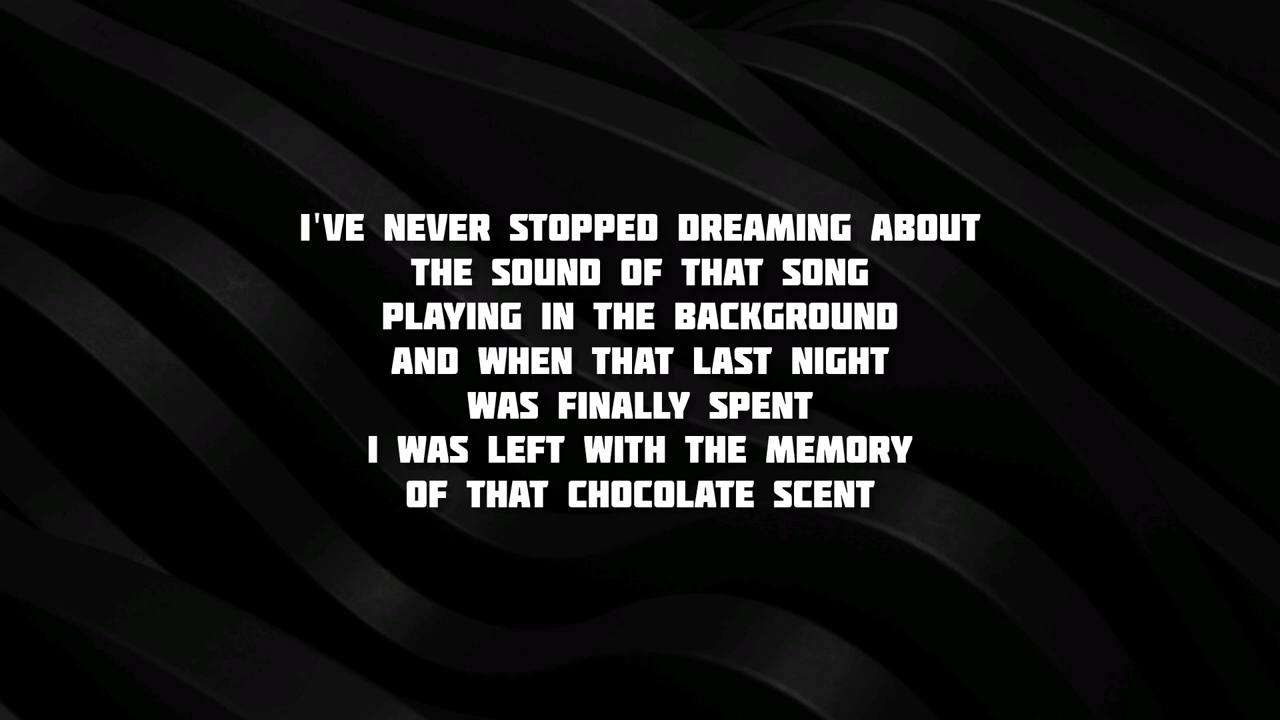 I'VE NEVER STOPPED DREAMING ABOUT
THE SOUND OF THAT SONG
PLAYING IN THE BACKGROUND
AND WHEN THAT LAST NIGHT
WAS FINALLY SPENT
I WAS LEFT WITH THE MEMORY
OF THAT CHOCOLATE SCENT